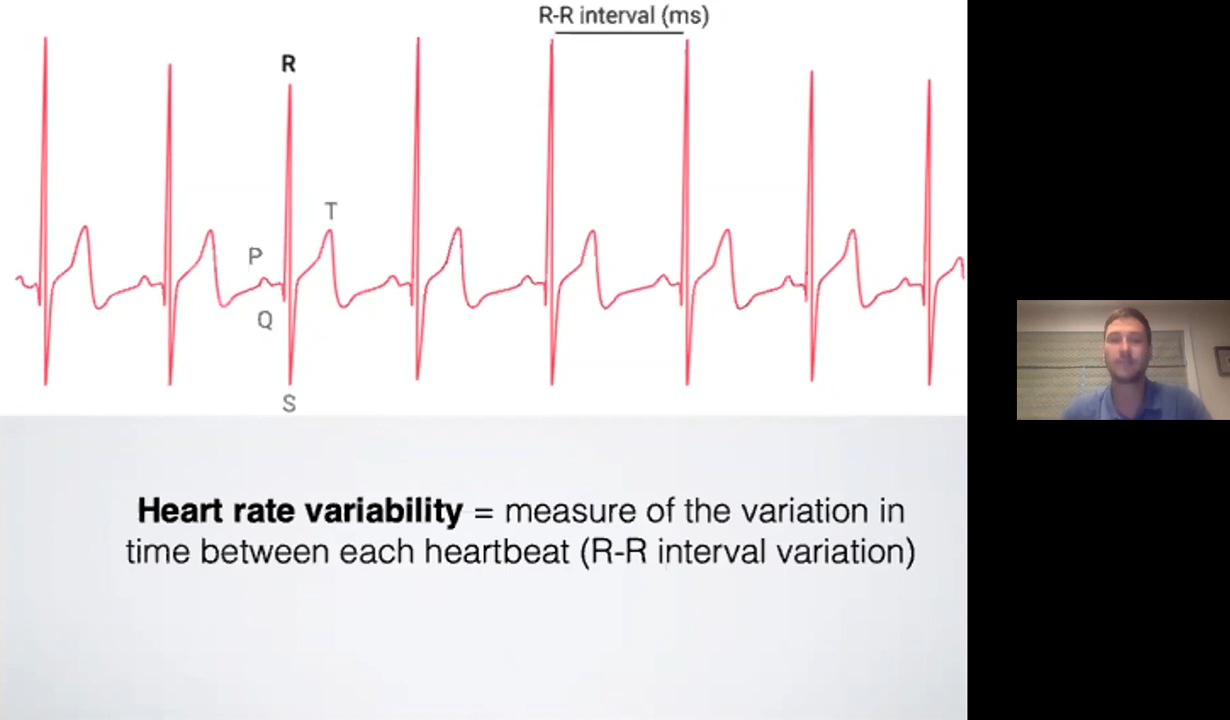 R-R interval (ms)
R
T
P
Q
S
Heart rate variability = measure of the variation in
time between each heartbeat (R-R interval variation)